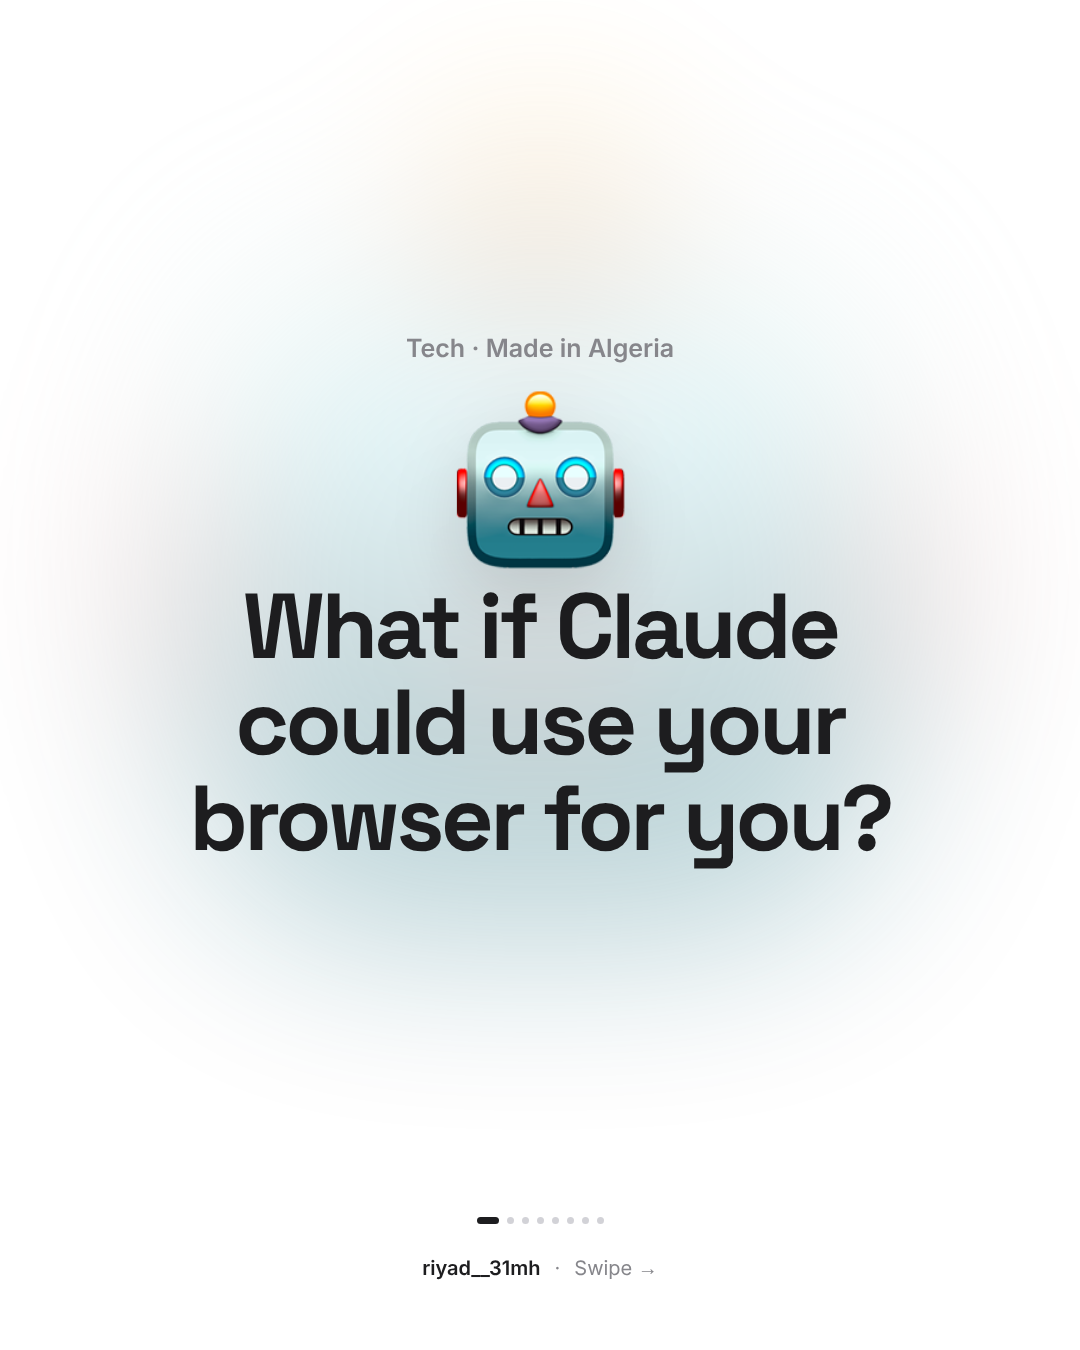 Tech · Made in Algeria
What if Claude
could use your
browser for you?
riyad__31mh · Swipe →